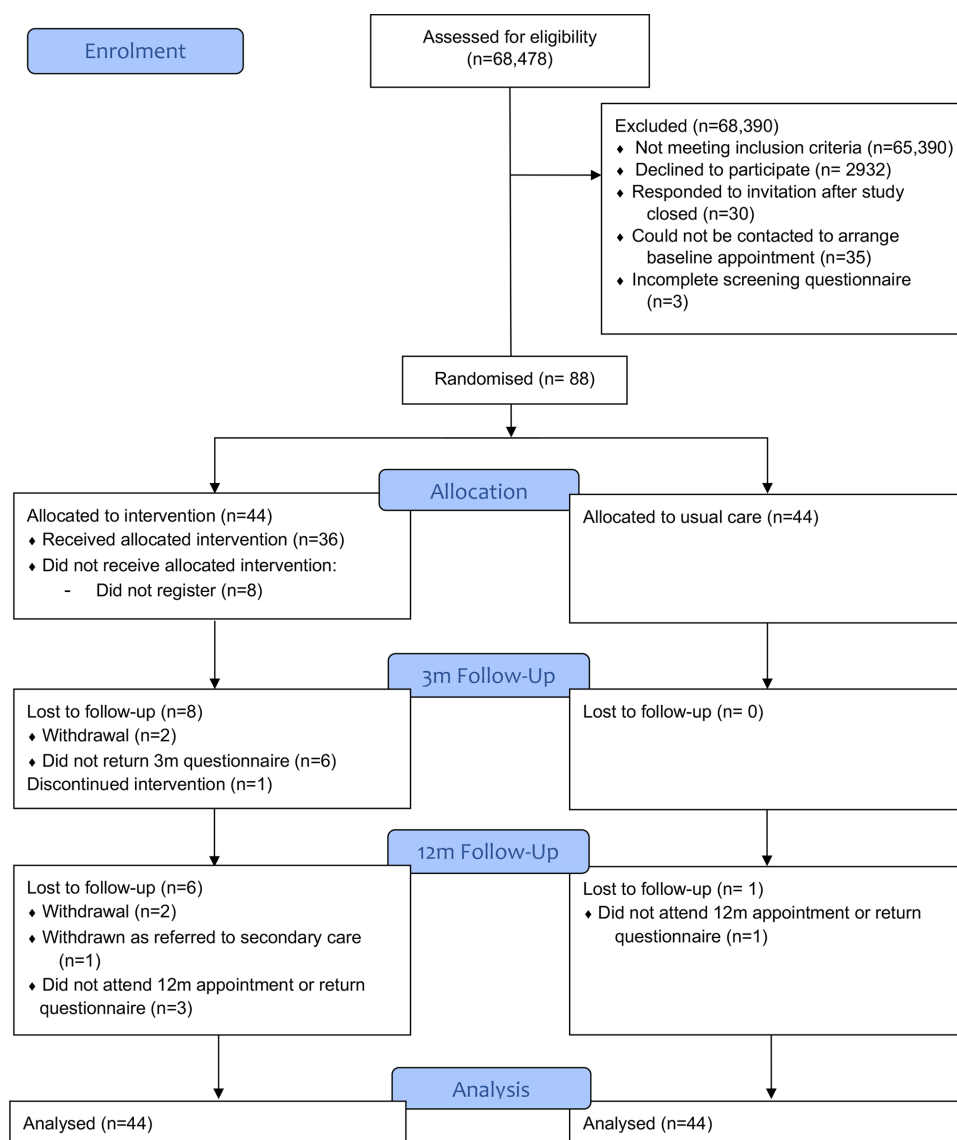 Enrolment
Assessed for eligibility
(n=68,478)
Excluded (n=68,390)
♦ Not meeting inclusion criteria (n=65,390)
♦ Declined to participate (n= 2932)
♦ Responded to invitation after study
closed (n=30)
♦ Could not be contacted to arrange
baseline appointment (n=35)
♦ Incomplete screening questionnaire
(n=3)
Randomised (n= 88)
Allocation
Allocated to intervention (n=44)
♦ Received allocated intervention (n=36)
♦ Did not receive allocated intervention:
- Did not register (n=8)
Allocated to usual care (n=44)
3m Follow-Up
Lost to follow-up (n=8)
♦ Withdrawal (n=2)
♦ Did not return 3m questionnaire (n=6)
Discontinued intervention (n=1)
Lost to follow-up (n= 0)
12m Follow-Up
Lost to follow-up (n=6)
♦ Withdrawal (n=2)
♦ Withdrawn as referred to secondary care
(n=1)
♦ Did not attend 12m appointment or return
questionnaire (n=3)
Lost to follow-up (n= 1)
♦ Did not attend 12m appointment or return
questionnaire (n=1)
Analysis
Analysed (n=44)
Analysed (n=44)